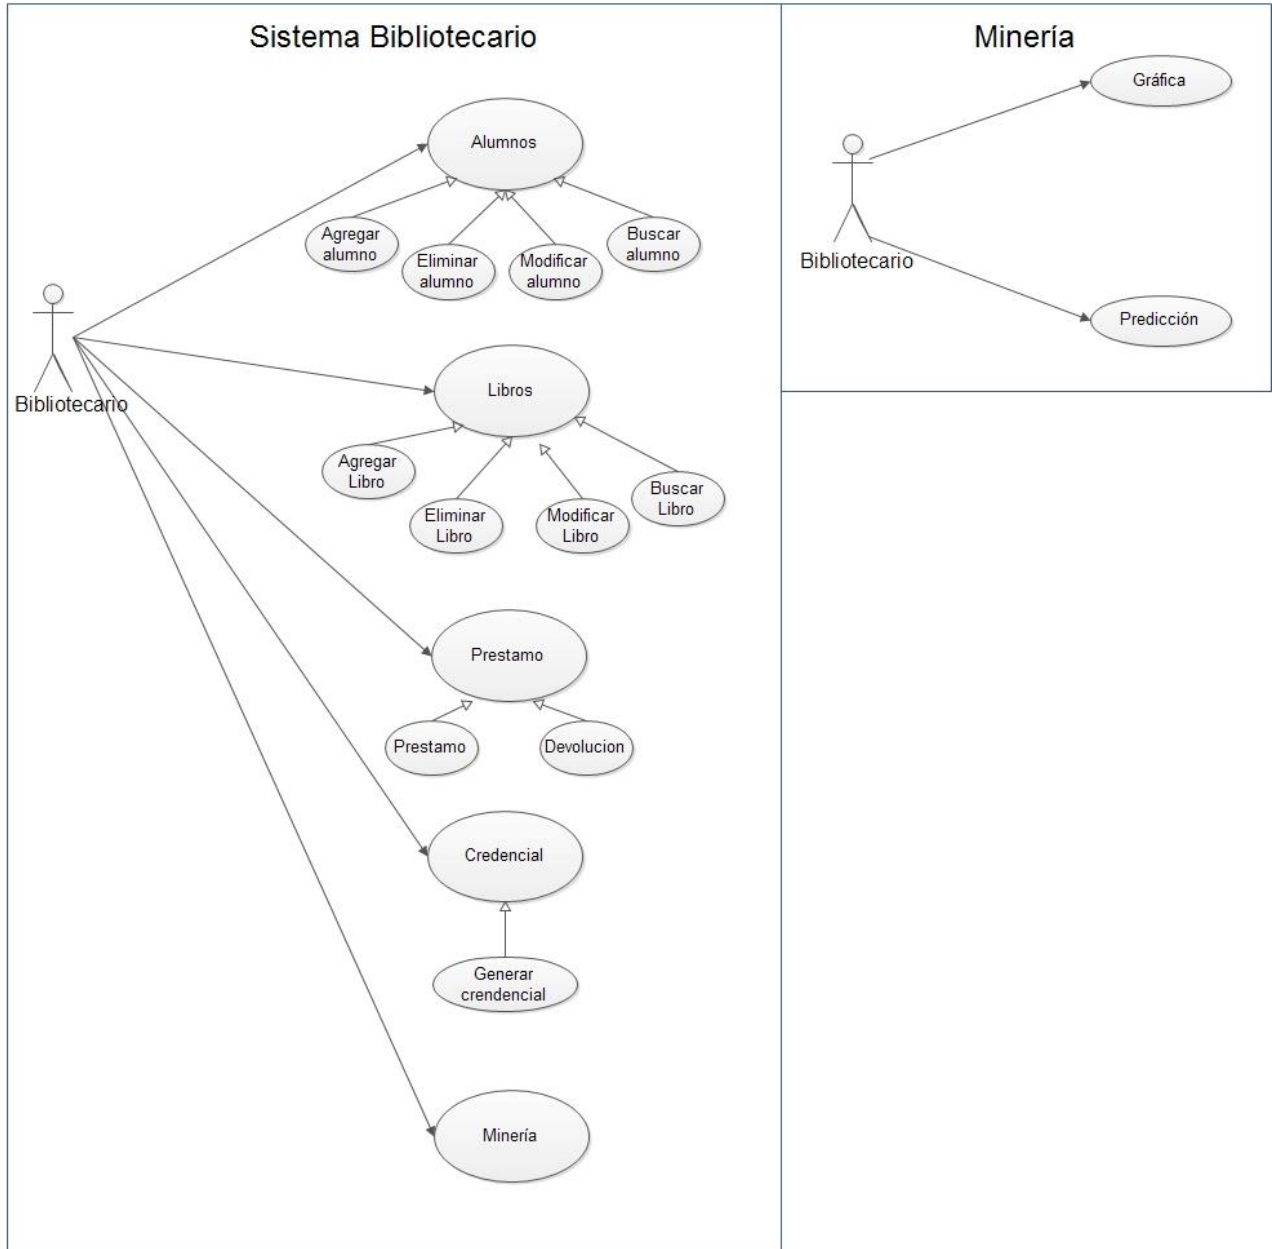 Sistema Bibliotecario
Alumnos
Agregar
alumno
Eliminar
alumno
Modificar
alumno
Buscar
alumno
Bibliotecario
Libros
Agregar
Libro
Eliminar
Libro
Modificar
Libro
Buscar
Libro
Prestamo
Prestamo
Devolucion
Credencial
Generar
crendencial
Minería
Minería
Gráfica
Bibliotecario
Predicción